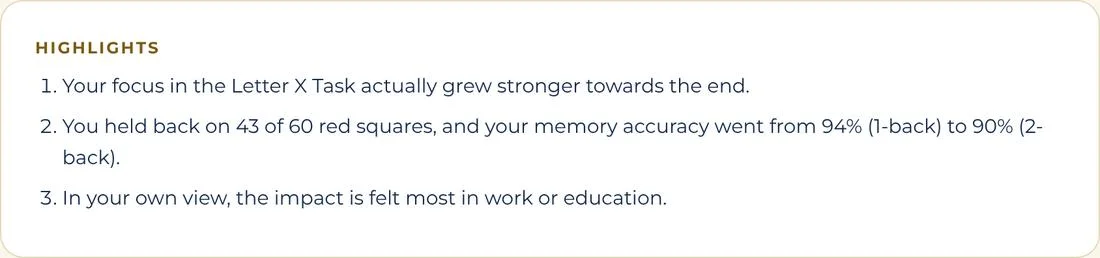 HIGHLIGHTS
1. Your focus in the Letter X Task actually grew stronger towards the end.
2. You held back on 43 of 60 red squares, and your memory accuracy went from 94% (1-back) to 90% (2-
back).
3. In your own view, the impact is felt most in work or education.